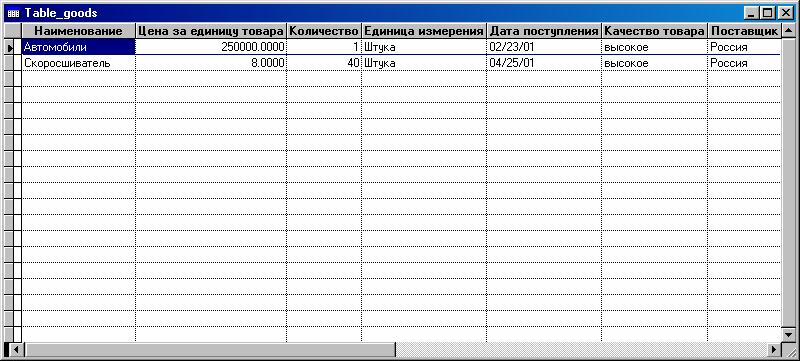 Table_goods
Наименование Цена за единицу товара Количество Единица измерения Дата поступления Качество товара Поставщик
Автомобили 250000.0000 1 Штука 02/23/01 высокое Россия
Скоросшиватель 8.0000 40 Штука 04/25/01 высокое Россия